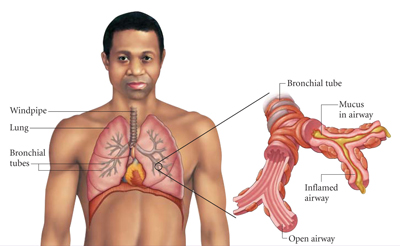 Windpipe
Lung
Bronchial
tubes
Bronchial tube
Mucus
in airway
Inflamed
airway
Open airway